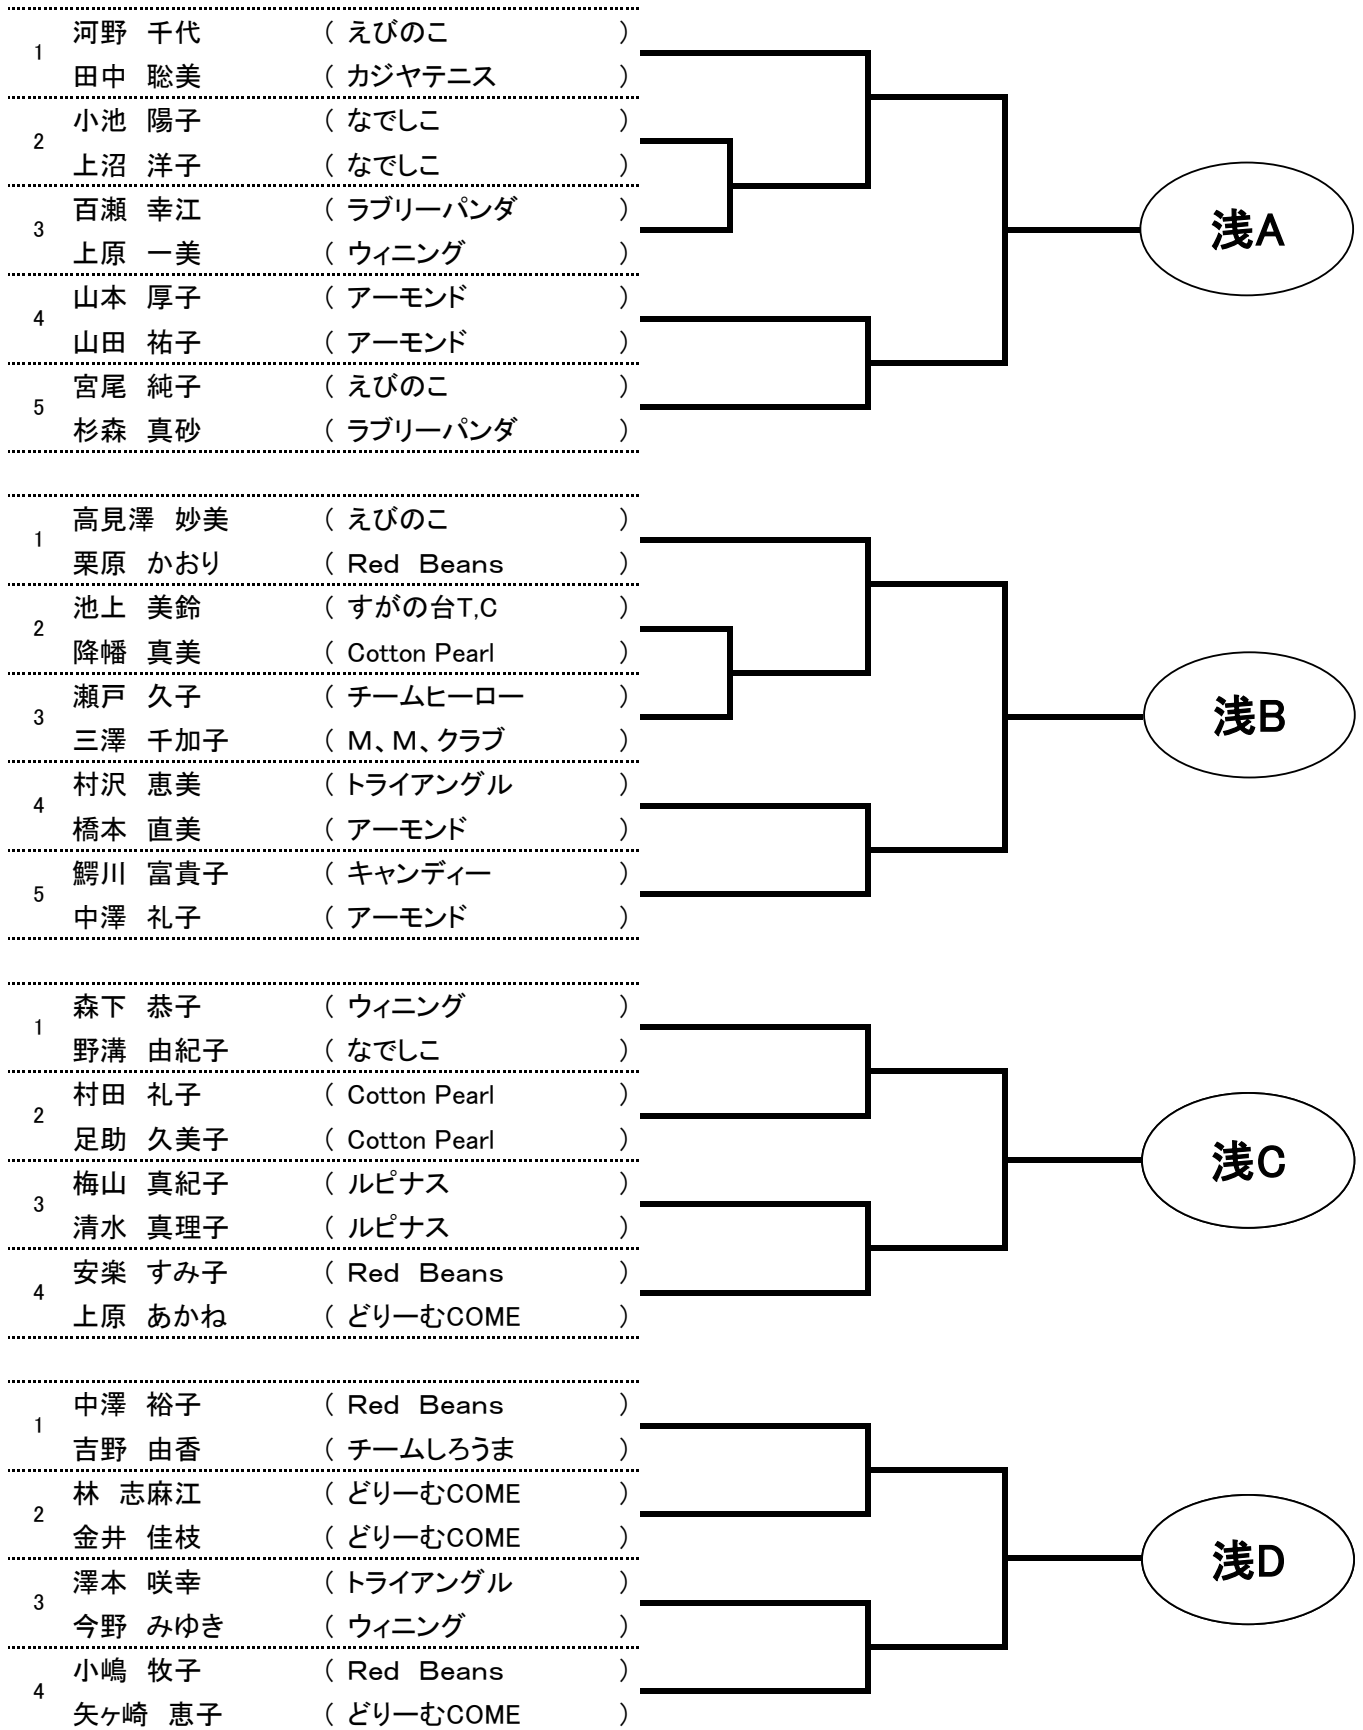 河野　千代 （ えびのこ ）
1
田中　聡美 （ カジヤテニス ）
小池　陽子 （ なでしこ ）
2
上沼　洋子 （ なでしこ ）
百瀬　幸江 （ ラブリーパンダ ）
3
上原　一美 （ ウィニング ）
浅A
山本　厚子 （ アーモンド ）
4
山田　祐子 （ アーモンド ）
宮尾　純子 （ えびのこ ）
5
杉森　真砂 （ ラブリーパンダ ）
高見澤　妙美 （ えびのこ ）
1
栗原　かおり （ Ｒｅｄ　Ｂｅａｎｓ ）
池上　美鈴 （ すがの台T,C ）
2
降幡　真美 （ Cotton Pearl ）
瀬戸　久子 （ チームヒーロー ）
3
三澤　千加子 （ Ｍ、Ｍ、クラブ ）
浅B
村沢　恵美 （ トライアングル ）
4
橋本　直美 （ アーモンド ）
鰐川　富貴子 （ キャンディー ）
5
中澤　礼子 （ アーモンド ）
森下　恭子 （ ウィニング ）
1
野溝　由紀子 （ なでしこ ）
村田　礼子 （ Cotton Pearl ）
2
足助　久美子 （ Cotton Pearl ）
浅C
梅山　真紀子 （ ルピナス ）
3
清水　真理子 （ ルピナス ）
安楽　すみ子 （ Ｒｅｄ　Ｂｅａｎｓ ）
4
上原　あかね （ どりーむCOME ）
中澤　裕子 （ Ｒｅｄ　Ｂｅａｎｓ ）
1
吉野　由香 （ チームしろうま ）
林　志麻江 （ どりーむCOME ）
2
金井　佳枝 （ どりーむCOME ）
浅D
澤本　咲幸 （ トライアングル ）
3
今野　みゆき （ ウィニング ）
小嶋　牧子 （ Ｒｅｄ　Ｂｅａｎｓ ）
4
矢ヶ崎　恵子 （ どりーむCOME ）